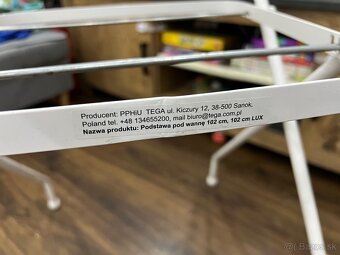 Producent: PPHiU TEGA ul. Kiczury 12, 38-500 Sanok,
Poland tel. +48 134655200, mail biuro@tega.com.pl
Nazwa produktu: Podstawa pod wannę 102 cm, 102 cm LUX